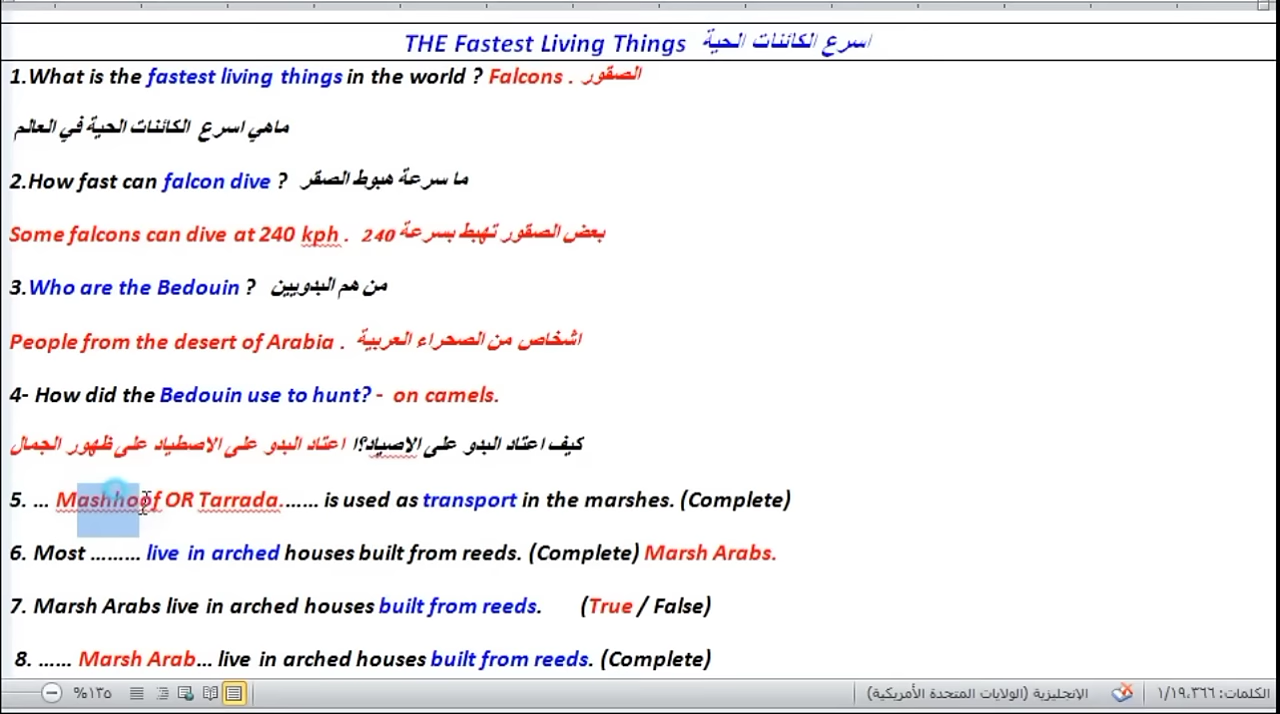 THE Fastest Living Things اسرع الكائنات الحية
1.What is the fastest living things in the world ? Falcons . الصقور
ماهي اسرع الكائنات الحية في العالم
2.How fast can falcon dive ? ما سرعة هبوط الصقر
Some falcons can dive at 240 kph . بعض الصقور تهبط بسرعة 240
3.Who are the Bedouin ? من هم البدويين
People from the desert of Arabia . اشخاص من الصحراء العربية
4- How did the Bedouin use to hunt? - on camels.
كيف اعتاد البدو على الاصياد؟ا اعتاد البدو على الاصطياد على ظهور الجمال
5. … Mashhoof OR Tarrada.…… is used as transport in the marshes. (Complete)
6. Most ……… live in arched houses built from reeds. (Complete) Marsh Arabs.
7. Marsh Arabs live in arched houses built from reeds. (True / False)
8. …… Marsh Arab… live in arched houses built from reeds. (Complete)
%١٣٥ الإنجليزية (الولايات المتحدة الأمريكية) الكلمات: ١/١٩،٣٦٦